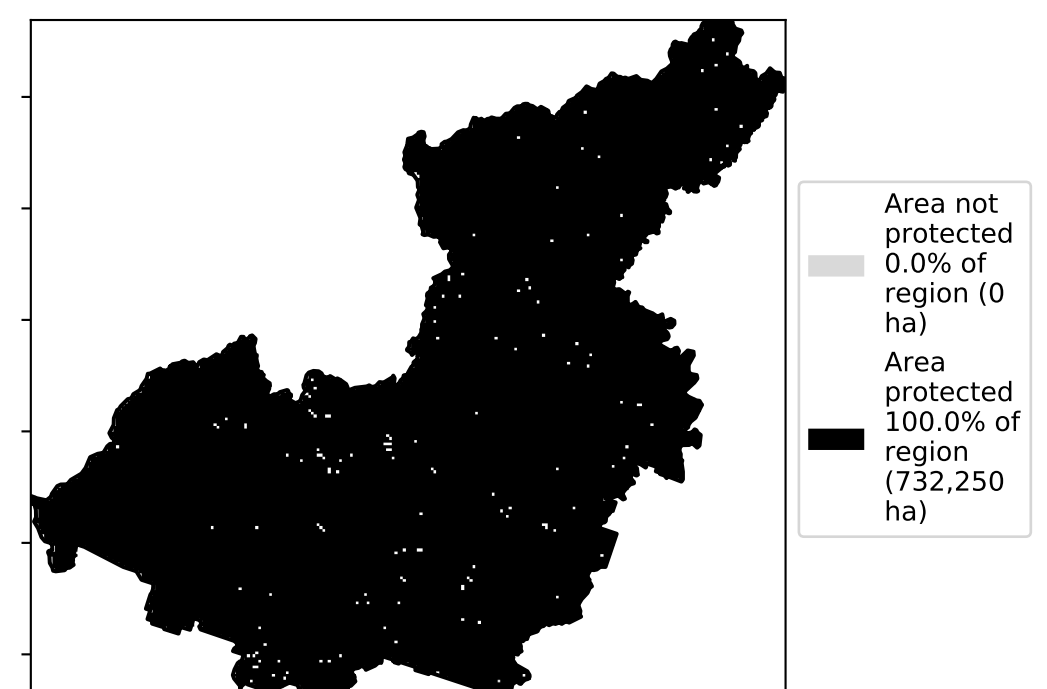 Area not
protected
0.0% of
region (0
ha)
Area
protected
100.0% of
region
(732,250
ha)